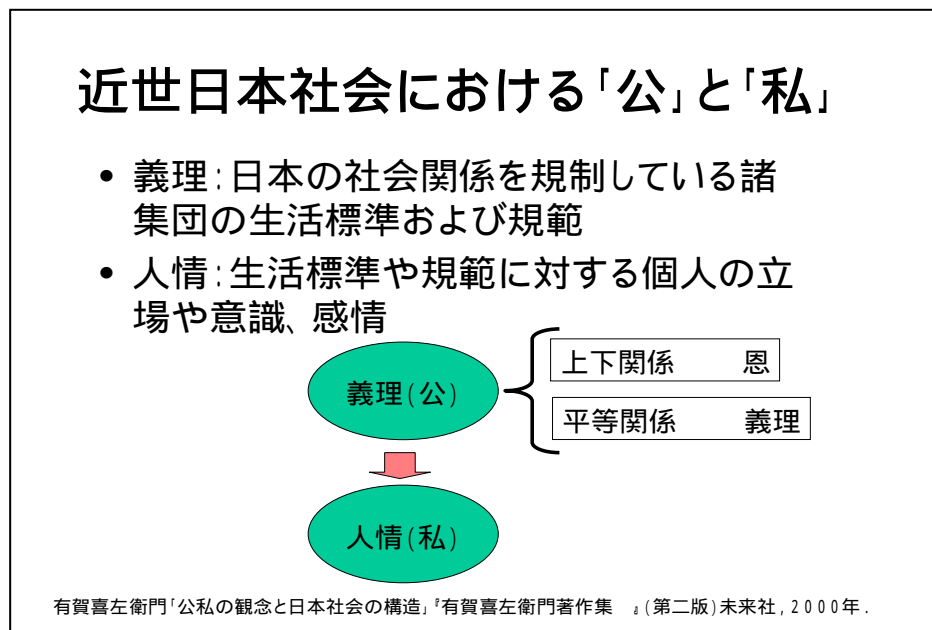 近世日本社会における「公」と「私」
• 義理:日本の社会関係を規制している諸
集団の生活標準および規範
• 人情:生活標準や規範に対する個人の立
場や意識、感情
義理(公)
上下関係　　恩
平等関係　　義理
人情(私)
有賀喜左衛門「公私の観念と日本社会の構造」『有賀喜左衛門著作集　』(第二版)未来社,2000年.